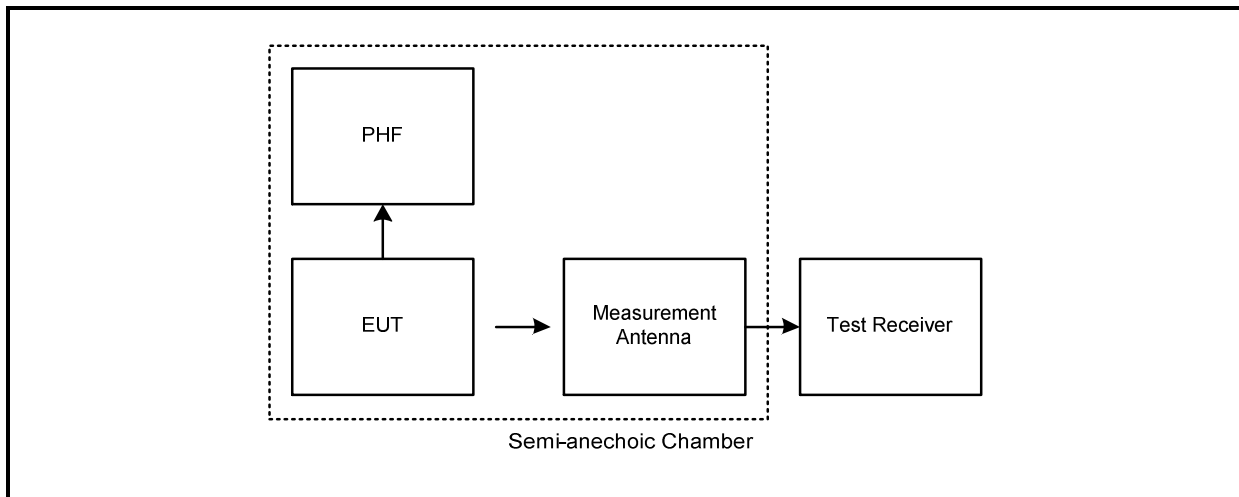 PHF
EUT
Measurement
Antenna
Test Receiver
Semi-anechoic Chamber